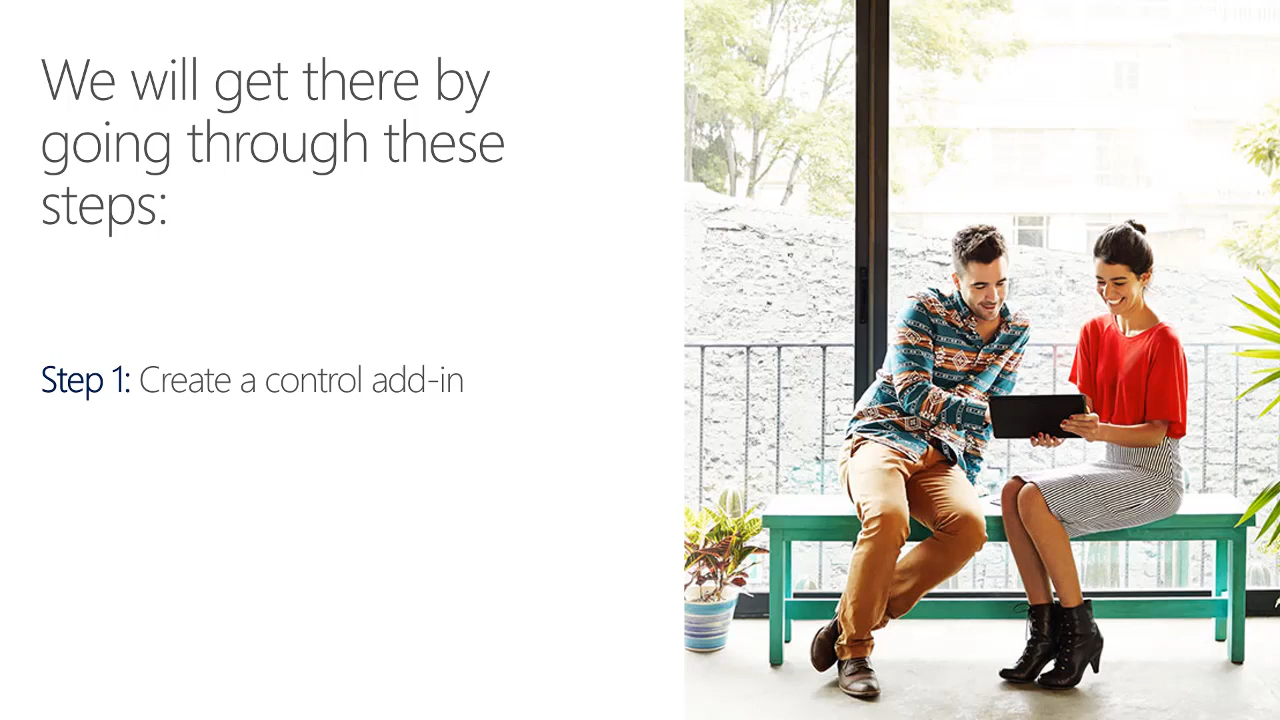 We will get there by
going through these
steps:
Step 1: Create a control add-in